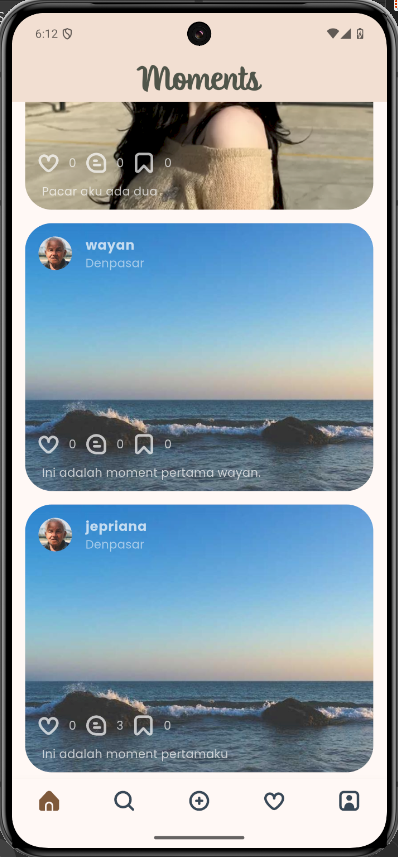 6:12
Moments
0 0 0
Pacar aku ada dua.
wayan
Denpasar
0 0 0
Ini adalah moment pertama wayan.
jepriana
Denpasar
0 3 0
Ini adalah moment pertamaku